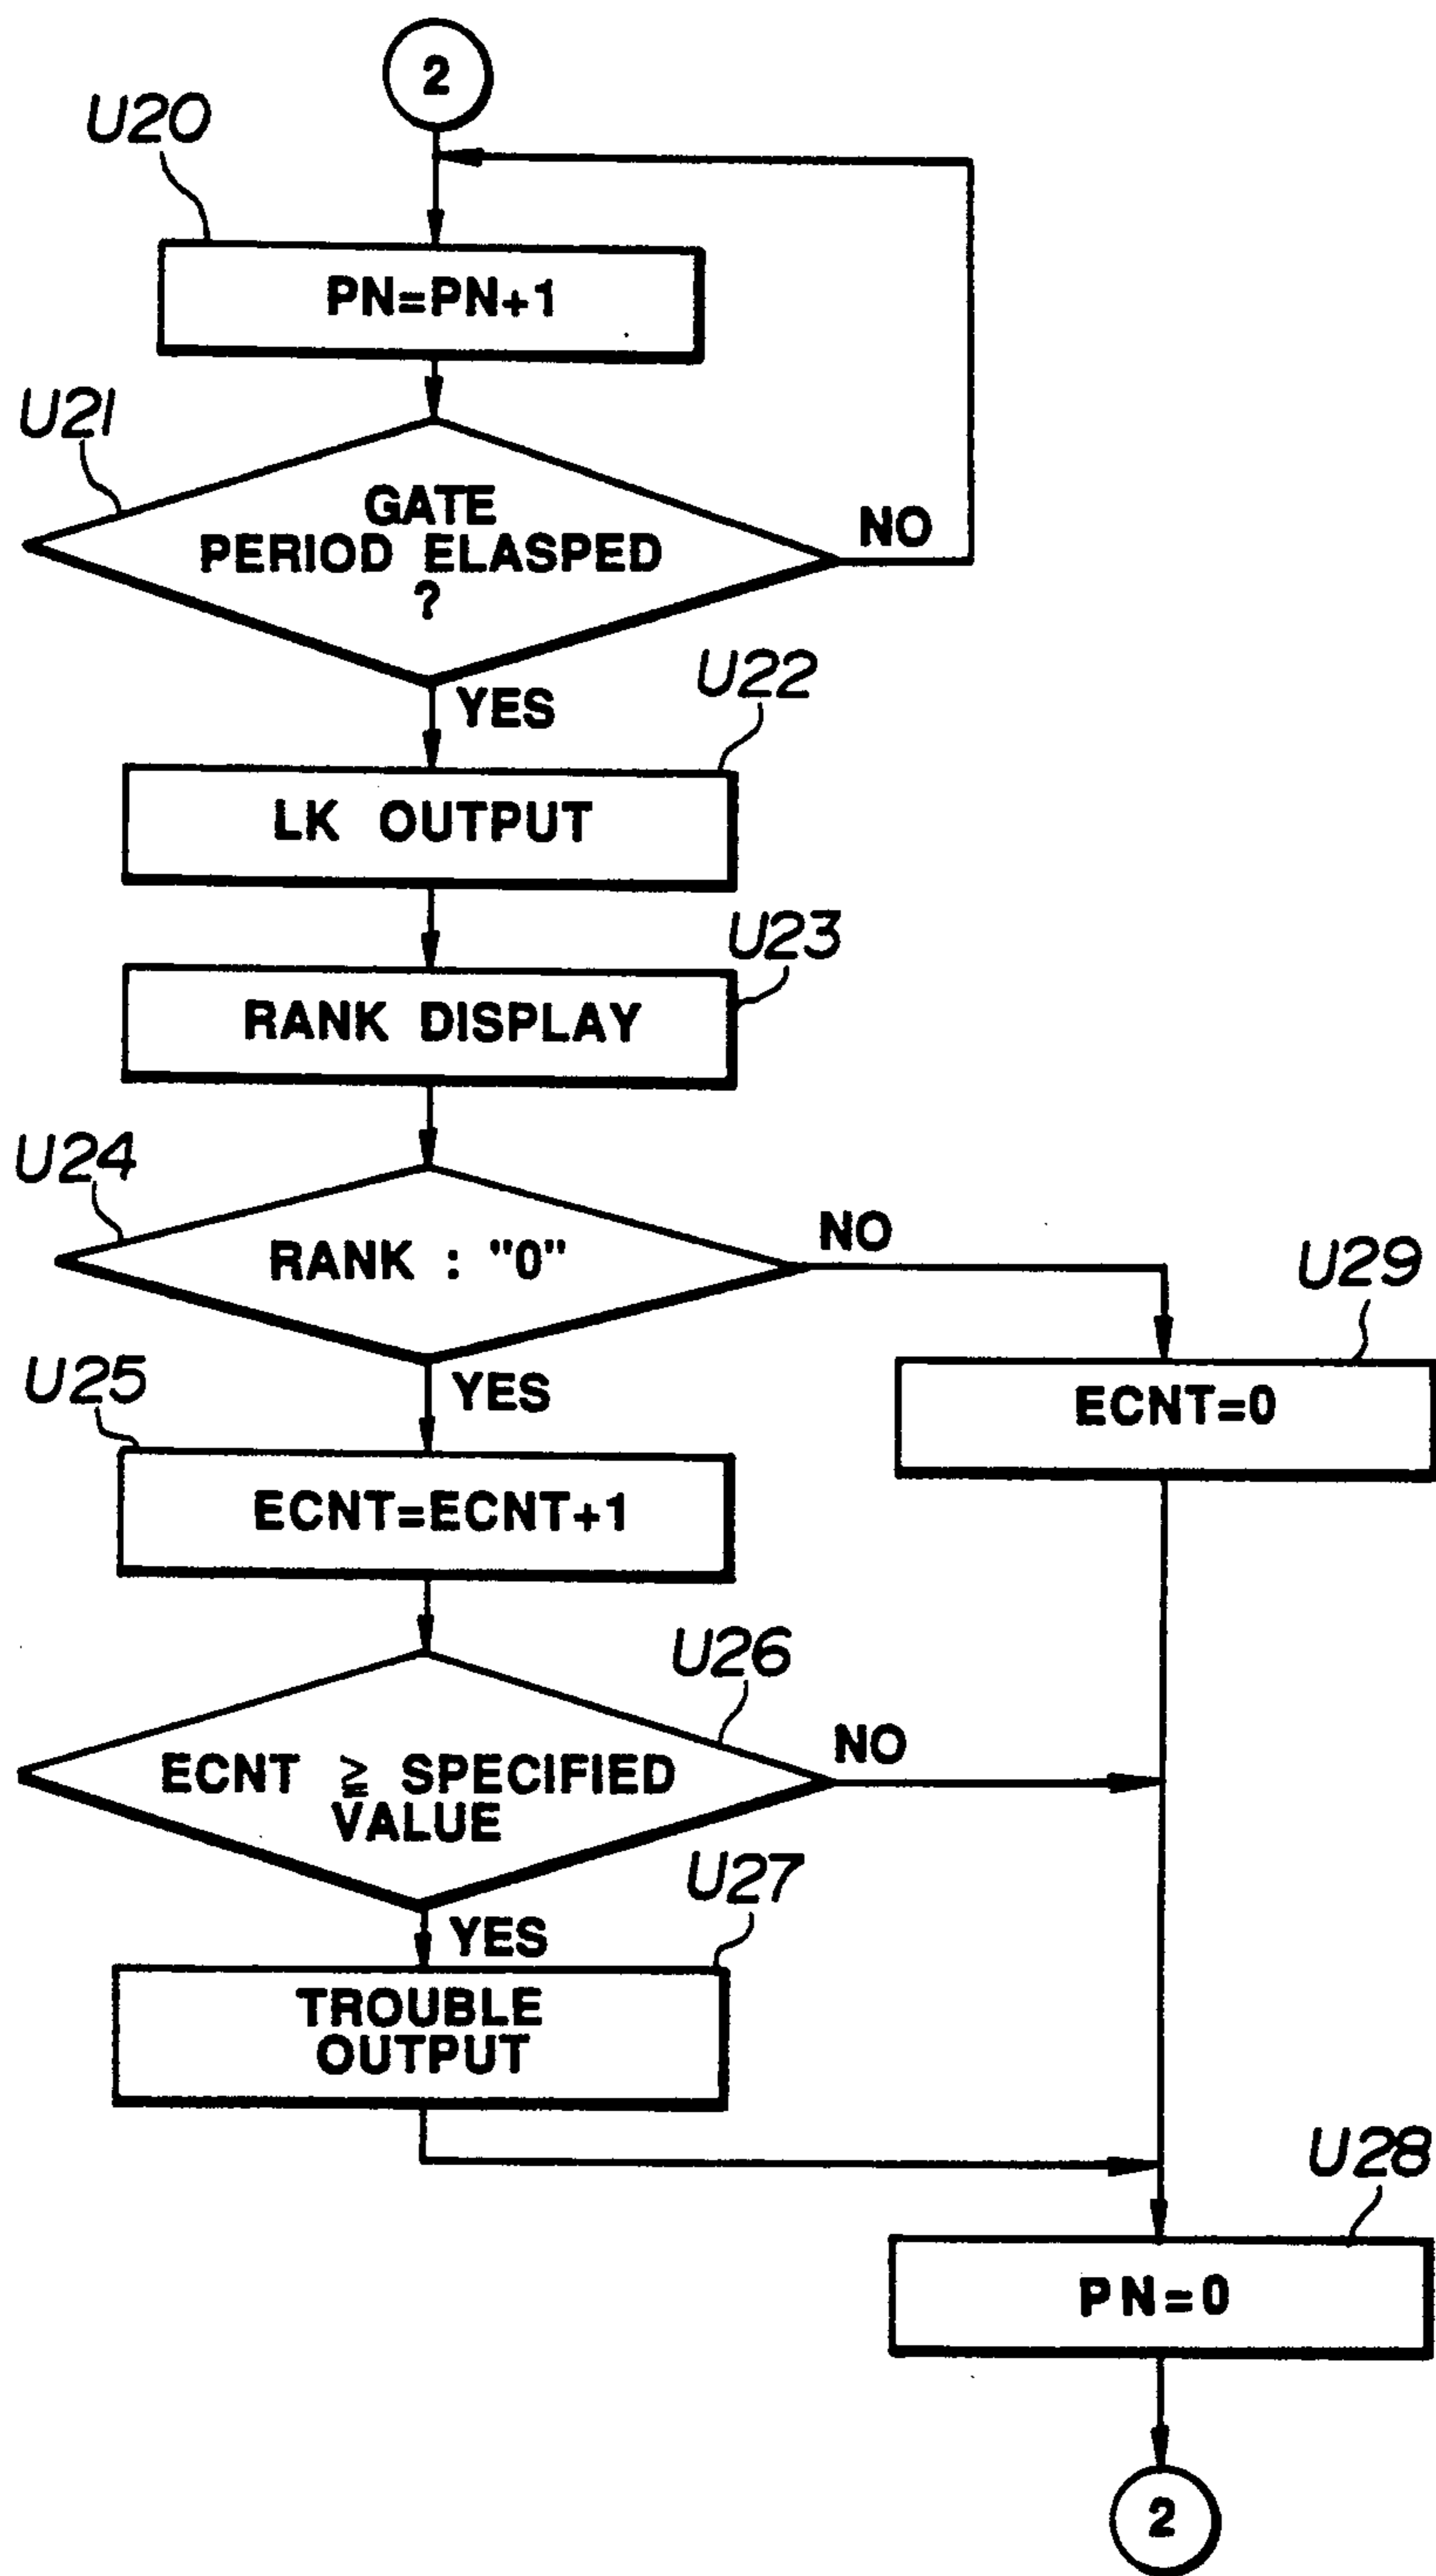 2
U20
PN=PN+1
U21
GATE
PERIOD ELASPED
?
NO
YES
U22
LK OUTPUT
U23
RANK DISPLAY
U24
RANK : "0"
NO
U29
ECNT=0
YES
U25
ECNT=ECNT+1
U26
ECNT ≧ SPECIFIED
VALUE
NO
YES
U27
TROUBLE
OUTPUT
U28
PN=0
2